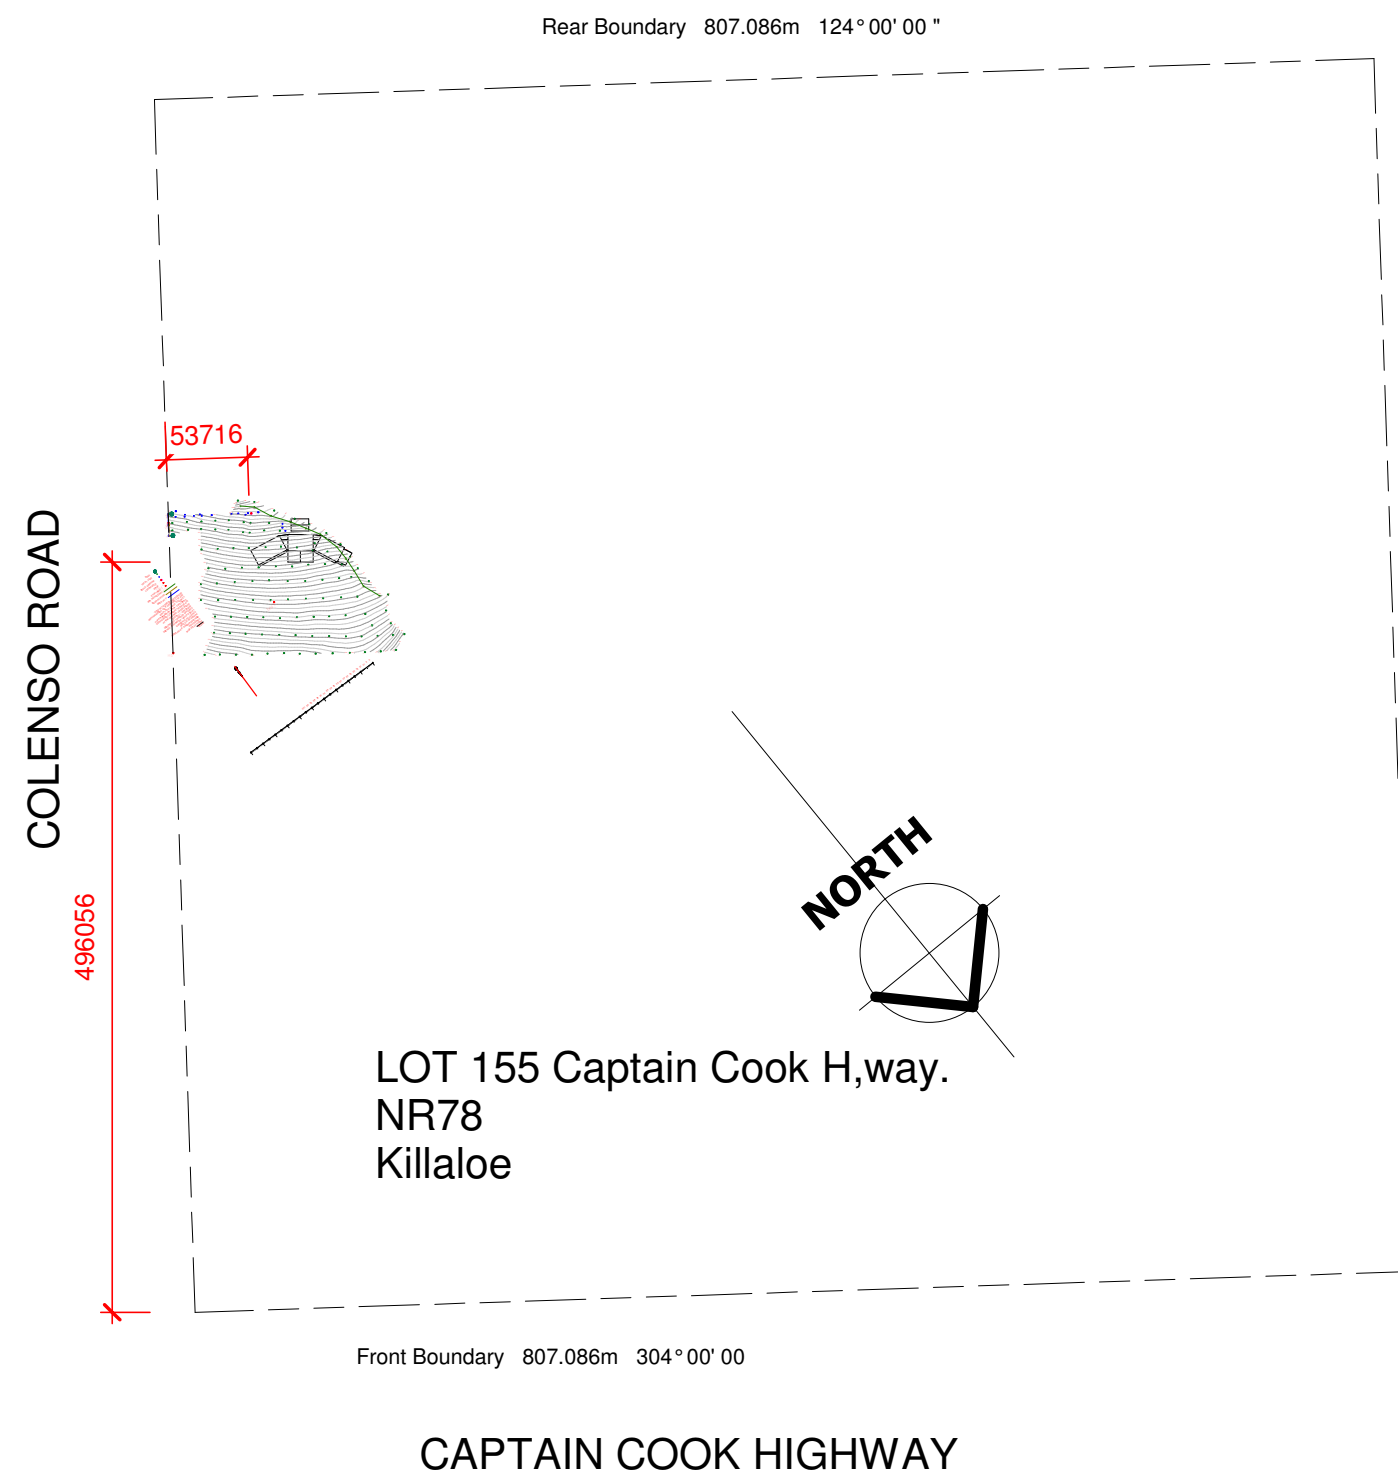 Rear Boundary 807.086m 124° 00' 00 "
53716
COLENSO ROAD
496056
NORTH
LOT 155 Captain Cook H,way.
NR78
Killaloe
Front Boundary 807.086m 304° 00' 00
CAPTAIN COOK HIGHWAY